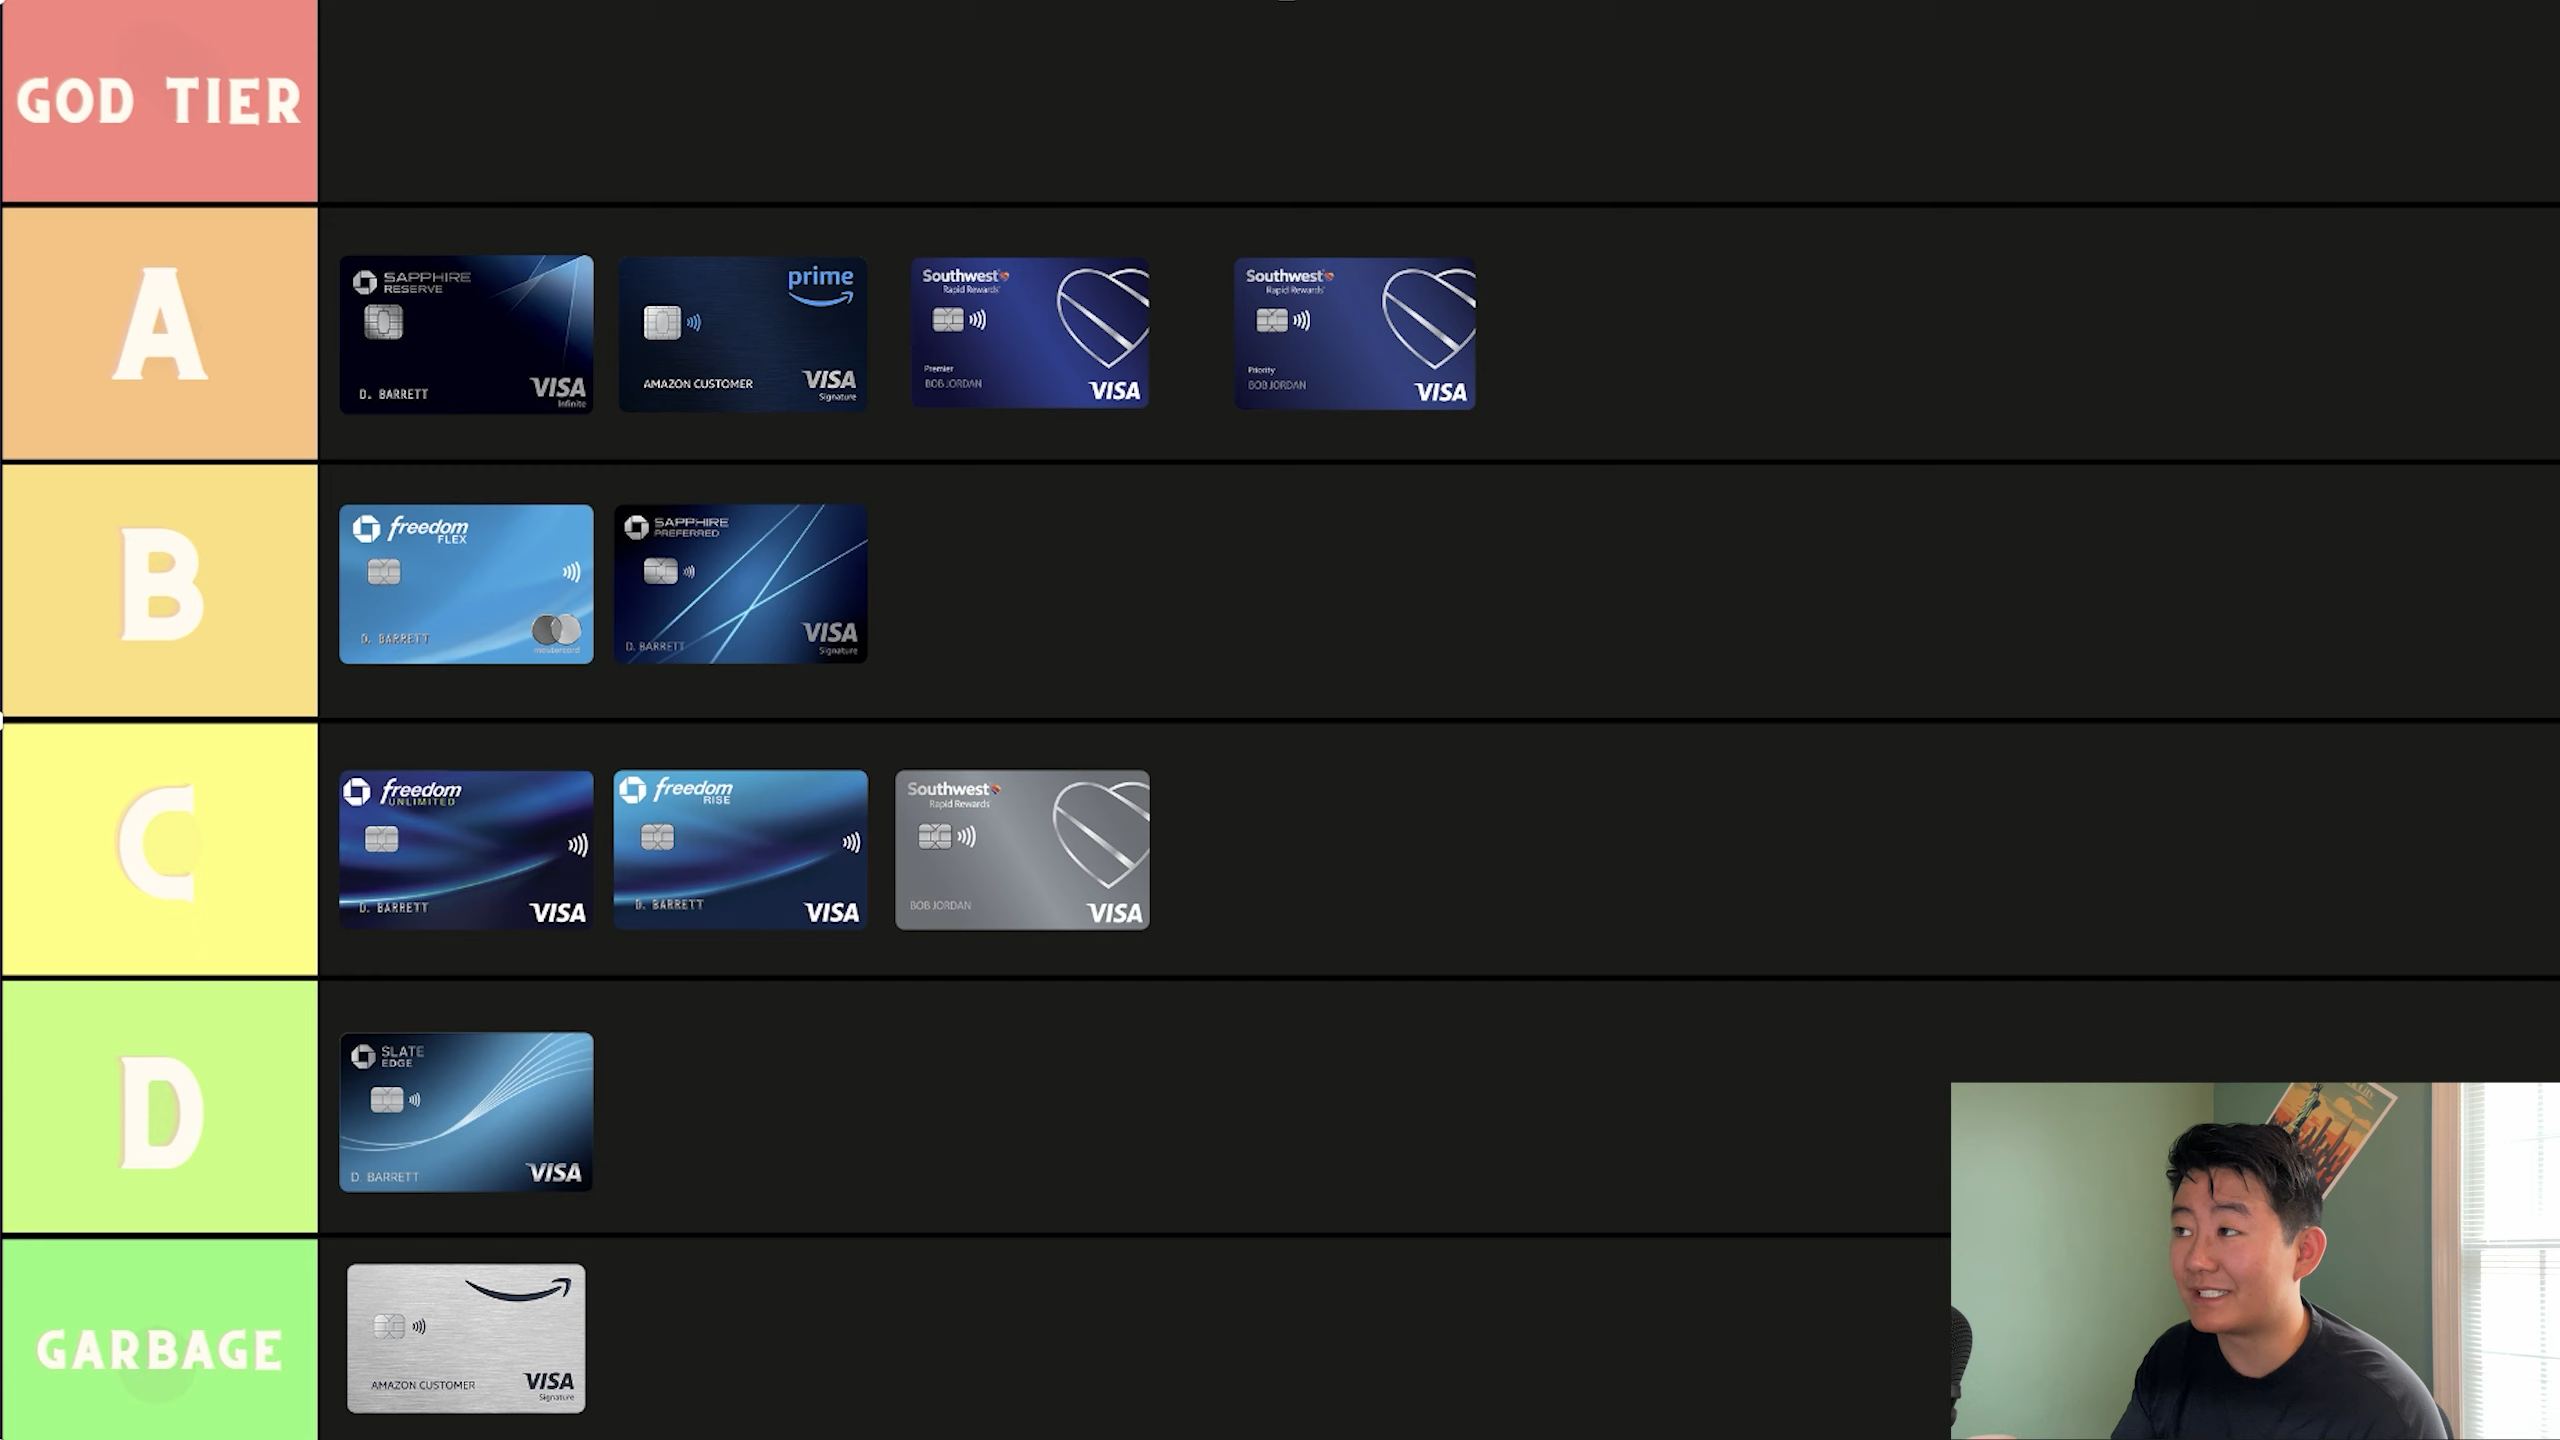 GOD TIER
A
SAPPHIRE
RESERVE
D. BARRETT
VISA
Infinite
prime
AMAZON CUSTOMER
VISA
Signature
Southwest
Rapid Rewards
Premier
BOB JORDAN
VISA
Southwest
Rapid Rewards
Priority
BOB JORDAN
VISA
B
freedom
FLEX
D. BARRETT
mastercard
SAPPHIRE
PREFERRED
D. BARRETT
VISA
Signature
C
freedom
UNLIMITED
D. BARRETT
VISA
freedom
RISE
D. BARRETT
VISA
Southwest
Rapid Rewards
BOB JORDAN
VISA
D
SLATE
EDGE
D. BARRETT
VISA
GARBAGE
AMAZON CUSTOMER
VISA
Signature